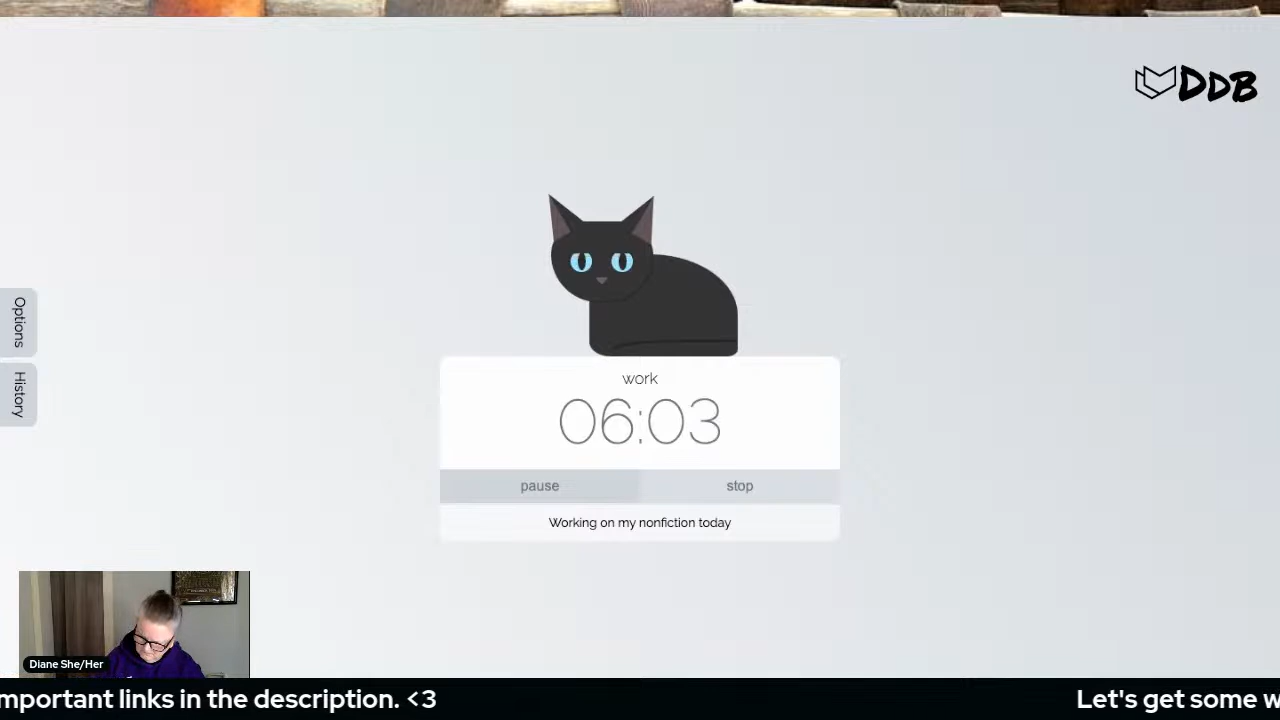 DDB
Options
History
work
06:03
pause
stop
Working on my nonfiction today
Diane She/Her
mportant links in the description. <3
Let's get some w